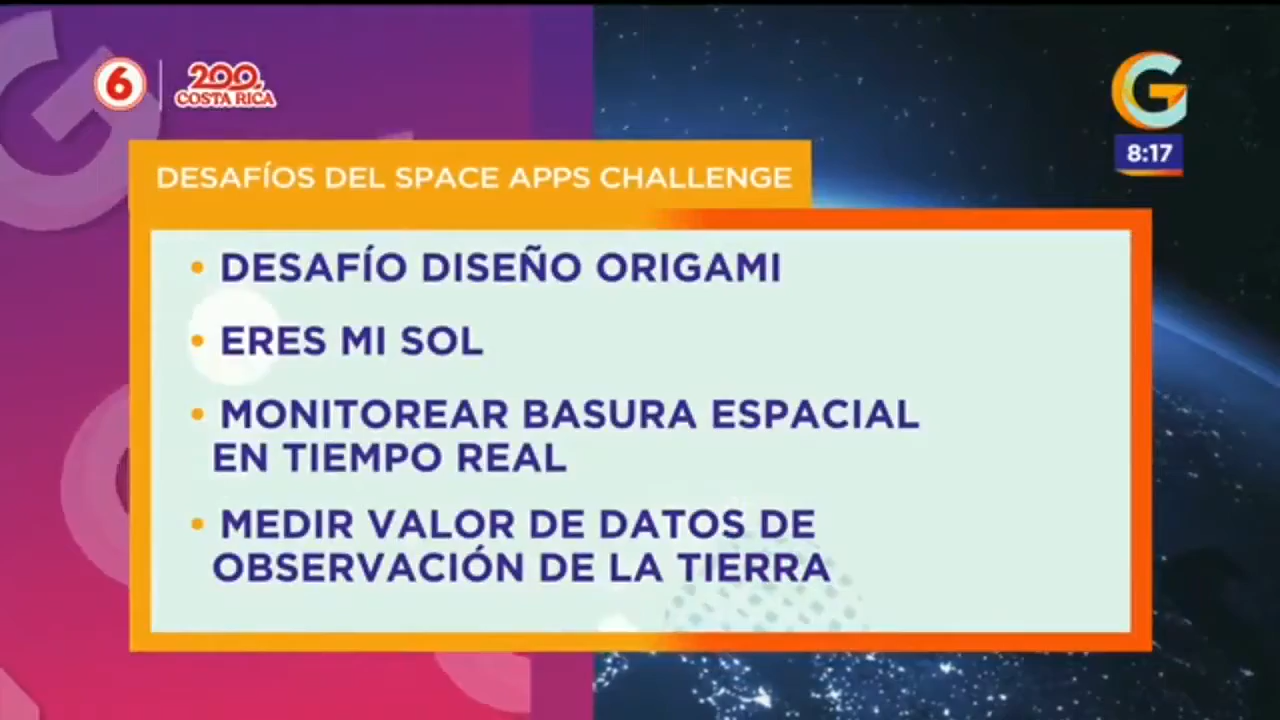 6
200
COSTA RICA
G
8:17
DESAFÍOS DEL SPACE APPS CHALLENGE
• DESAFÍO DISEÑO ORIGAMI
• ERES MI SOL
• MONITOREAR BASURA ESPACIAL
EN TIEMPO REAL
• MEDIR VALOR DE DATOS DE
OBSERVACIÓN DE LA TIERRA